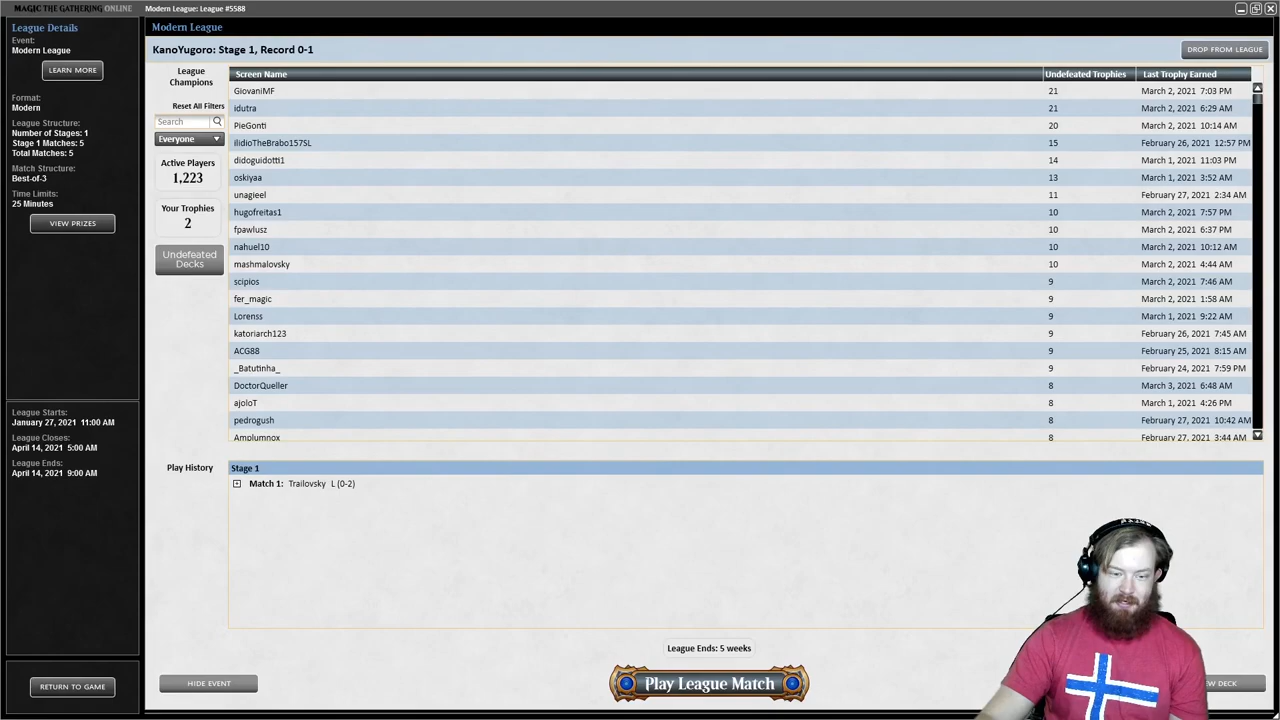 MAGIC THE GATHERING ONLINE
Modern League: League #5588
League Details
Event:
Modern League
LEARN MORE
Format:
Modern
League Structure:
Number of Stages: 1
Stage 1 Matches: 5
Total Matches: 5
Match Structure:
Best-of-3
Time Limits:
25 Minutes
VIEW PRIZES
League Starts:
January 27, 2021 11:00 AM
League Closes:
April 14, 2021 5:00 AM
League Ends:
April 14, 2021 9:00 AM
RETURN TO GAME
Modern League
KanoYugoro: Stage 1, Record 0-1
DROP FROM LEAGUE
League
Champions
Reset All Filters
Search
Everyone
Active Players
1,223
Your Trophies
2
Undefeated
Decks
Screen Name Undefeated Trophies Last Trophy Earned
GiovaniMF 21 March 2, 2021 7:03 PM
idutra 21 March 2, 2021 6:29 AM
PieGonti 20 March 2, 2021 10:14 AM
ilidioTheBrabo157SL 15 February 26, 2021 12:57 PM
didoguidotti1 14 March 1, 2021 11:03 PM
oskiyaa 13 March 1, 2021 3:52 AM
unagieel 11 February 27, 2021 2:34 AM
hugofreitas1 10 March 2, 2021 7:57 PM
fpawlusz 10 March 2, 2021 6:37 PM
nahuel10 10 March 2, 2021 10:12 AM
mashmalovsky 10 March 2, 2021 4:44 AM
scipios 9 March 2, 2021 7:46 AM
fer_magic 9 March 2, 2021 1:58 AM
Lorenss 9 March 1, 2021 9:22 AM
katoriarch123 9 February 26, 2021 7:45 AM
ACG88 9 February 25, 2021 8:15 AM
_Batutinha_ 9 February 24, 2021 7:59 PM
DoctorQueller 8 March 3, 2021 6:48 AM
ajoloT 8 March 1, 2021 4:26 PM
pedrogush 8 February 27, 2021 10:42 AM
Amplumnox 8 February 27, 2021 3:44 AM
Play History
Stage 1
Match 1: Trailovsky L (0-2)
League Ends: 5 weeks
HIDE EVENT
Play League Match
DECK